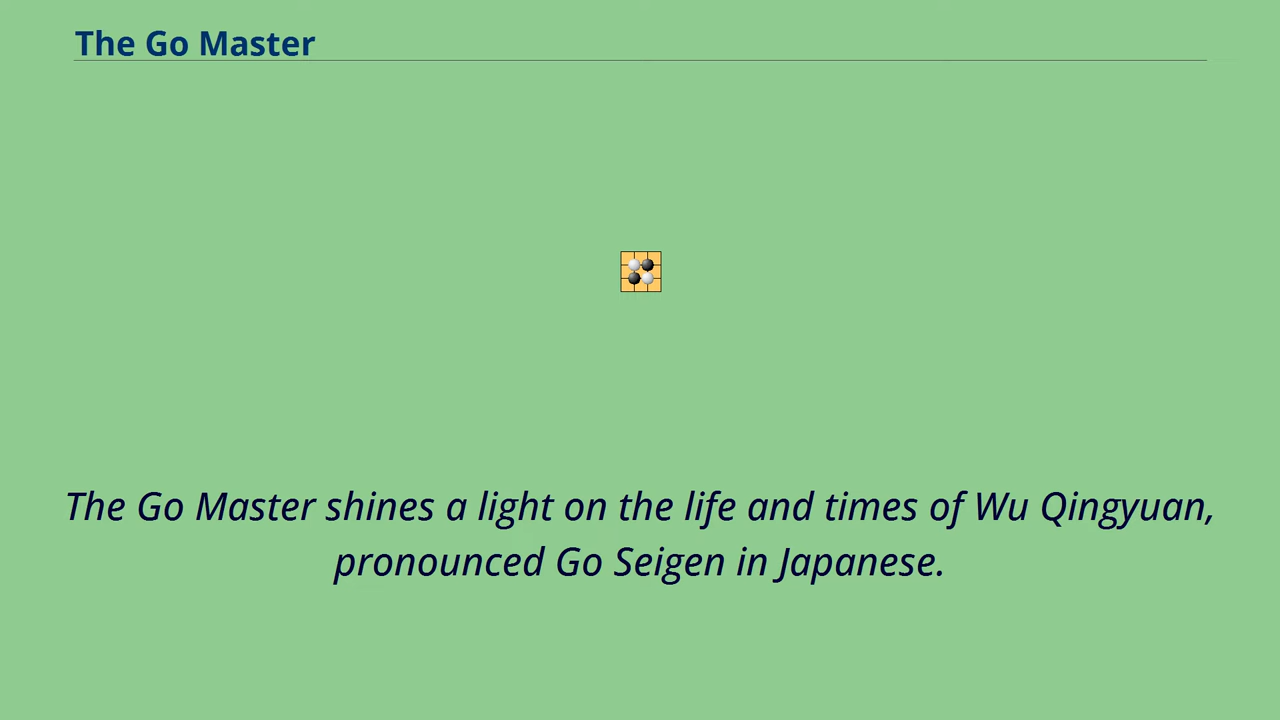 The Go Master
The Go Master shines a light on the life and times of Wu Qingyuan,
pronounced Go Seigen in Japanese.